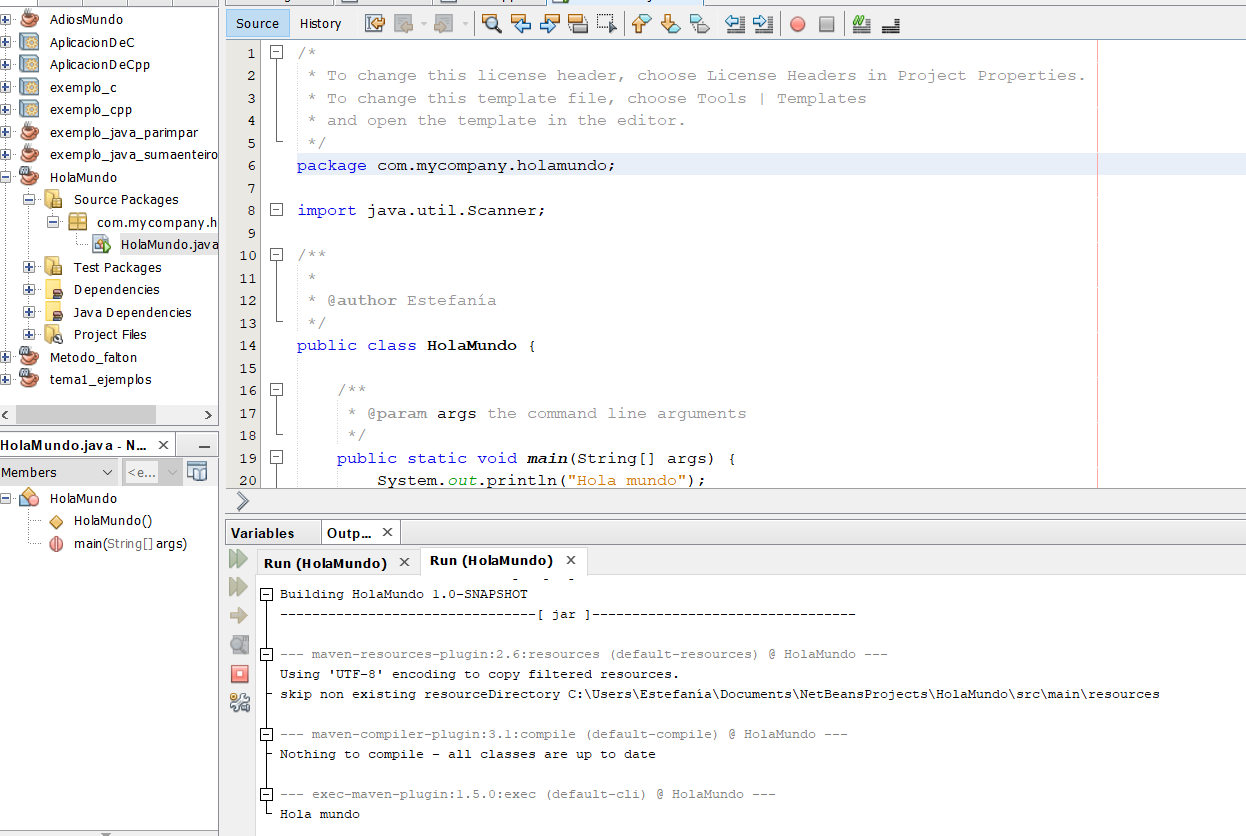 AdiosMundo
AplicacionDeC
AplicacionDeCpp
exemplo_c
exemplo_cpp
exemplo_java_parimpar
exemplo_java_sumaenteiro
HolaMundo
Source Packages
com.mycompany.h
HolaMundo.java
Test Packages
Dependencies
Java Dependencies
Project Files
Metodo_falton
tema1_ejemplos
HolaMundo.java - N...
Members
<e...
HolaMundo
HolaMundo()
main(String[] args)
Source History
1 /*
2 * To change this license header, choose License Headers in Project Properties.
3 * To change this template file, choose Tools | Templates
4 * and open the template in the editor.
5 */
6 package com.mycompany.holamundo;
7
8 import java.util.Scanner;
9
10 /**
11 *
12 * @author Estefanía
13 */
14 public class HolaMundo {
15
16 /**
17 * @param args the command line arguments
18 */
19 public static void main(String[] args) {
20 System.out.println("Hola mundo");
Variables Outp...
Run (HolaMundo) Run (HolaMundo)
Building HolaMundo 1.0-SNAPSHOT
--------------------------------[ jar ]---------------------------------
--- maven-resources-plugin:2.6:resources (default-resources) @ HolaMundo ---
Using 'UTF-8' encoding to copy filtered resources.
skip non existing resourceDirectory C:\Users\Estefanía\Documents\NetBeansProjects\HolaMundo\src\main\resources
--- maven-compiler-plugin:3.1:compile (default-compile) @ HolaMundo ---
Nothing to compile - all classes are up to date
--- exec-maven-plugin:1.5.0:exec (default-cli) @ HolaMundo ---
Hola mundo